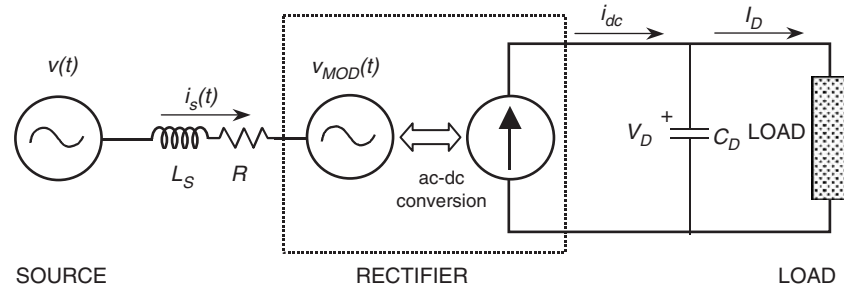 i_dc
I_D
v(t)
v_MOD(t)
i_s(t)
+
V_D
C_D
LOAD
L_S
R
ac-dc
conversion
SOURCE
RECTIFIER
LOAD